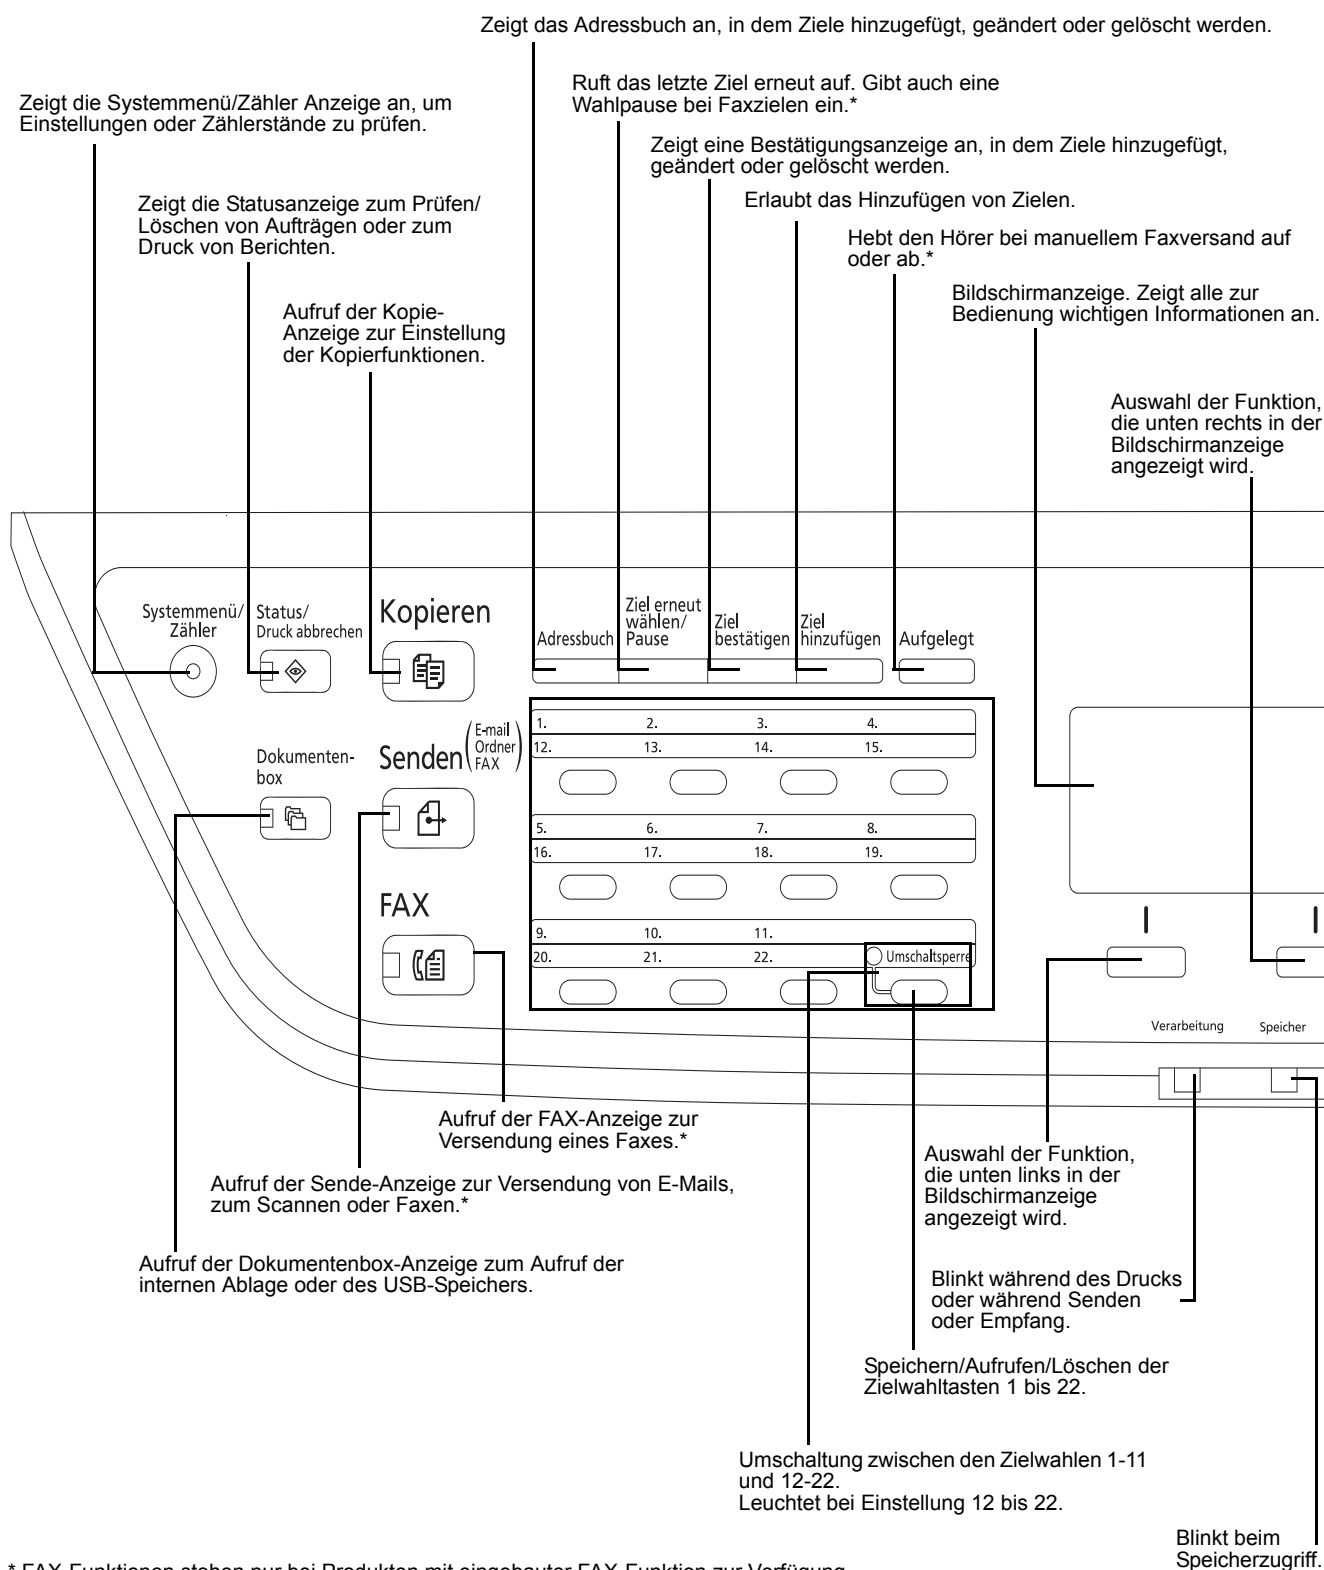 Zeigt das Adressbuch an, in dem Ziele hinzugefügt, geändert oder gelöscht werden.
Ruft das letzte Ziel erneut auf. Gibt auch eine
Wahlpause bei Faxzielen ein.*
Zeigt die Systemmenü/Zähler Anzeige an, um
Einstellungen oder Zählerstände zu prüfen.
Zeigt eine Bestätigungsanzeige an, in dem Ziele hinzugefügt,
geändert oder gelöscht werden.
Zeigt die Statusanzeige zum Prüfen/
Löschen von Aufträgen oder zum
Druck von Berichten.
Erlaubt das Hinzufügen von Zielen.
Hebt den Hörer bei manuellem Faxversand auf
oder ab.*
Aufruf der Kopie-
Anzeige zur Einstellung
der Kopierfunktionen.
Bildschirmanzeige. Zeigt alle zur
Bedienung wichtigen Informationen an.
Auswahl der Funktion,
die unten rechts in der
Bildschirmanzeige
angezeigt wird.
Systemmenü/
Zähler
Status/
Druck abbrechen
Kopieren
Adressbuch
Ziel erneut
wählen/
Pause
Ziel
bestätigen
Ziel
hinzufügen
Aufgelegt
Dokumenten-
box
Senden
E-mail
Ordner
FAX
FAX
1. 2. 3. 4.
12. 13. 14. 15.
5. 6. 7. 8.
16. 17. 18. 19.
9. 10. 11.
20. 21. 22. Umschaltsperre
Verarbeitung Speicher
Aufruf der FAX-Anzeige zur
Versendung eines Faxes.*
Aufruf der Sende-Anzeige zur Versendung von E-Mails,
zum Scannen oder Faxen.*
Aufruf der Dokumentenbox-Anzeige zum Aufruf der
internen Ablage oder des USB-Speichers.
Auswahl der Funktion,
die unten links in der
Bildschirmanzeige
angezeigt wird.
Blinkt während des Drucks
oder während Senden
oder Empfang.
Speichern/Aufrufen/Löschen der
Zielwahltasten 1 bis 22.
Umschaltung zwischen den Zielwahlen 1-11
und 12-22.
Leuchtet bei Einstellung 12 bis 22.
Blinkt beim
Speicherzugriff.
* FAX-Funktionen stehen nur bei Produkten mit eingebauter FAX-Funktion zur Verfügung